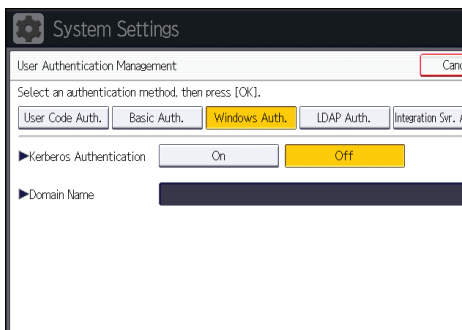 System Settings
User Authentication Management
Canc
Select an authentication method, then press [OK].
User Code Auth. Basic Auth. Windows Auth. LDAP Auth. Integration Svr. A
►Kerberos Authentication On Off
►Domain Name